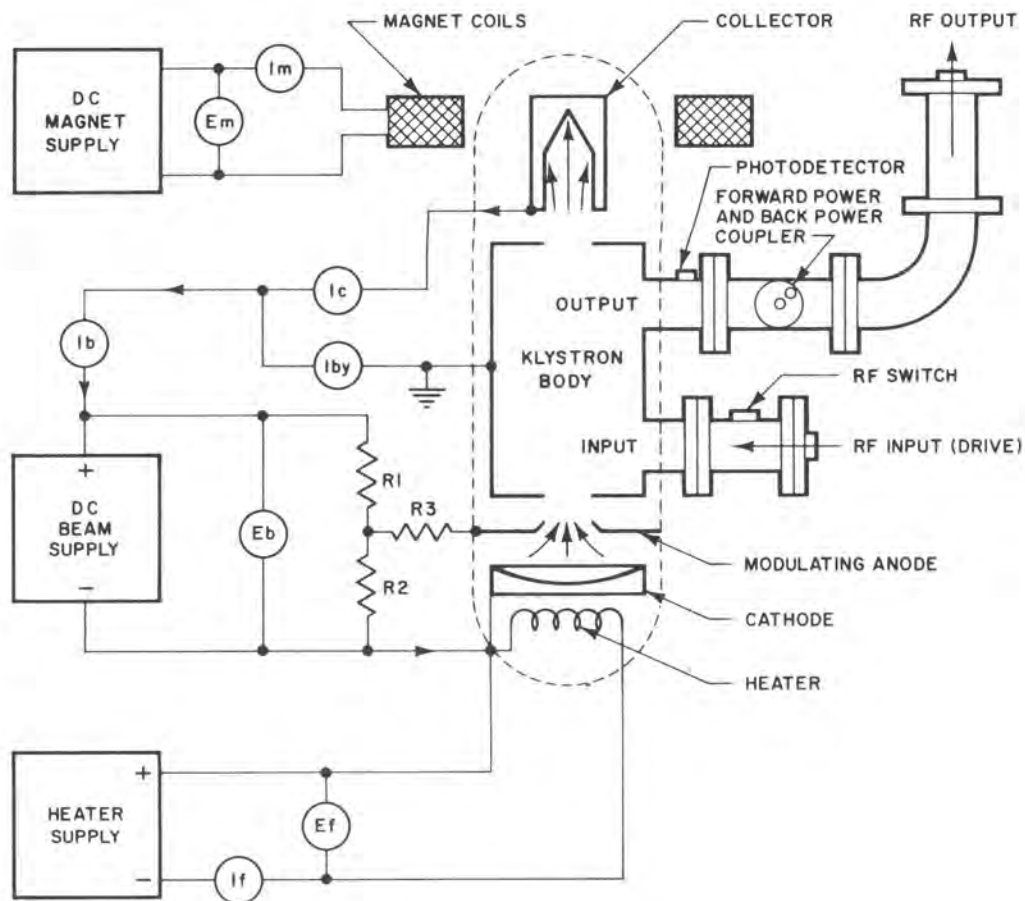 MAGNET COILS
COLLECTOR
RF OUTPUT
DC
MAGNET
SUPPLY
Im
Em
PHOTODETECTOR
FORWARD POWER
AND BACK POWER
COUPLER
Ic
OUTPUT
Ib
Iby
KLYSTRON
BODY
RF SWITCH
INPUT
RF INPUT (DRIVE)
+
DC
BEAM
SUPPLY
−
Eb
R1
R3
R2
MODULATING ANODE
CATHODE
HEATER
+
HEATER
SUPPLY
−
Ef
If